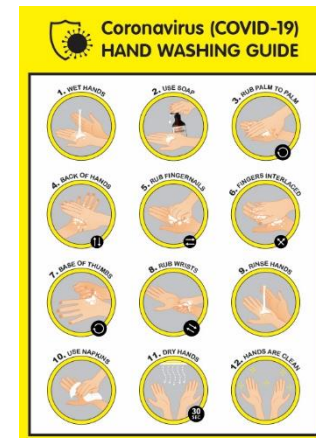 Coronavirus (COVID-19)
HAND WASHING GUIDE
1. WET HANDS
2. USE SOAP
3. RUB PALM TO PALM
4. BACK OF HANDS
5. RUB FINGERNAILS
6. FINGERS INTERLACED
7. BASE OF THUMBS
8. RUB WRISTS
9. RINSE HANDS
10. USE NAPKINS
11. DRY HANDS
30
SEC
12. HANDS ARE CLEAN